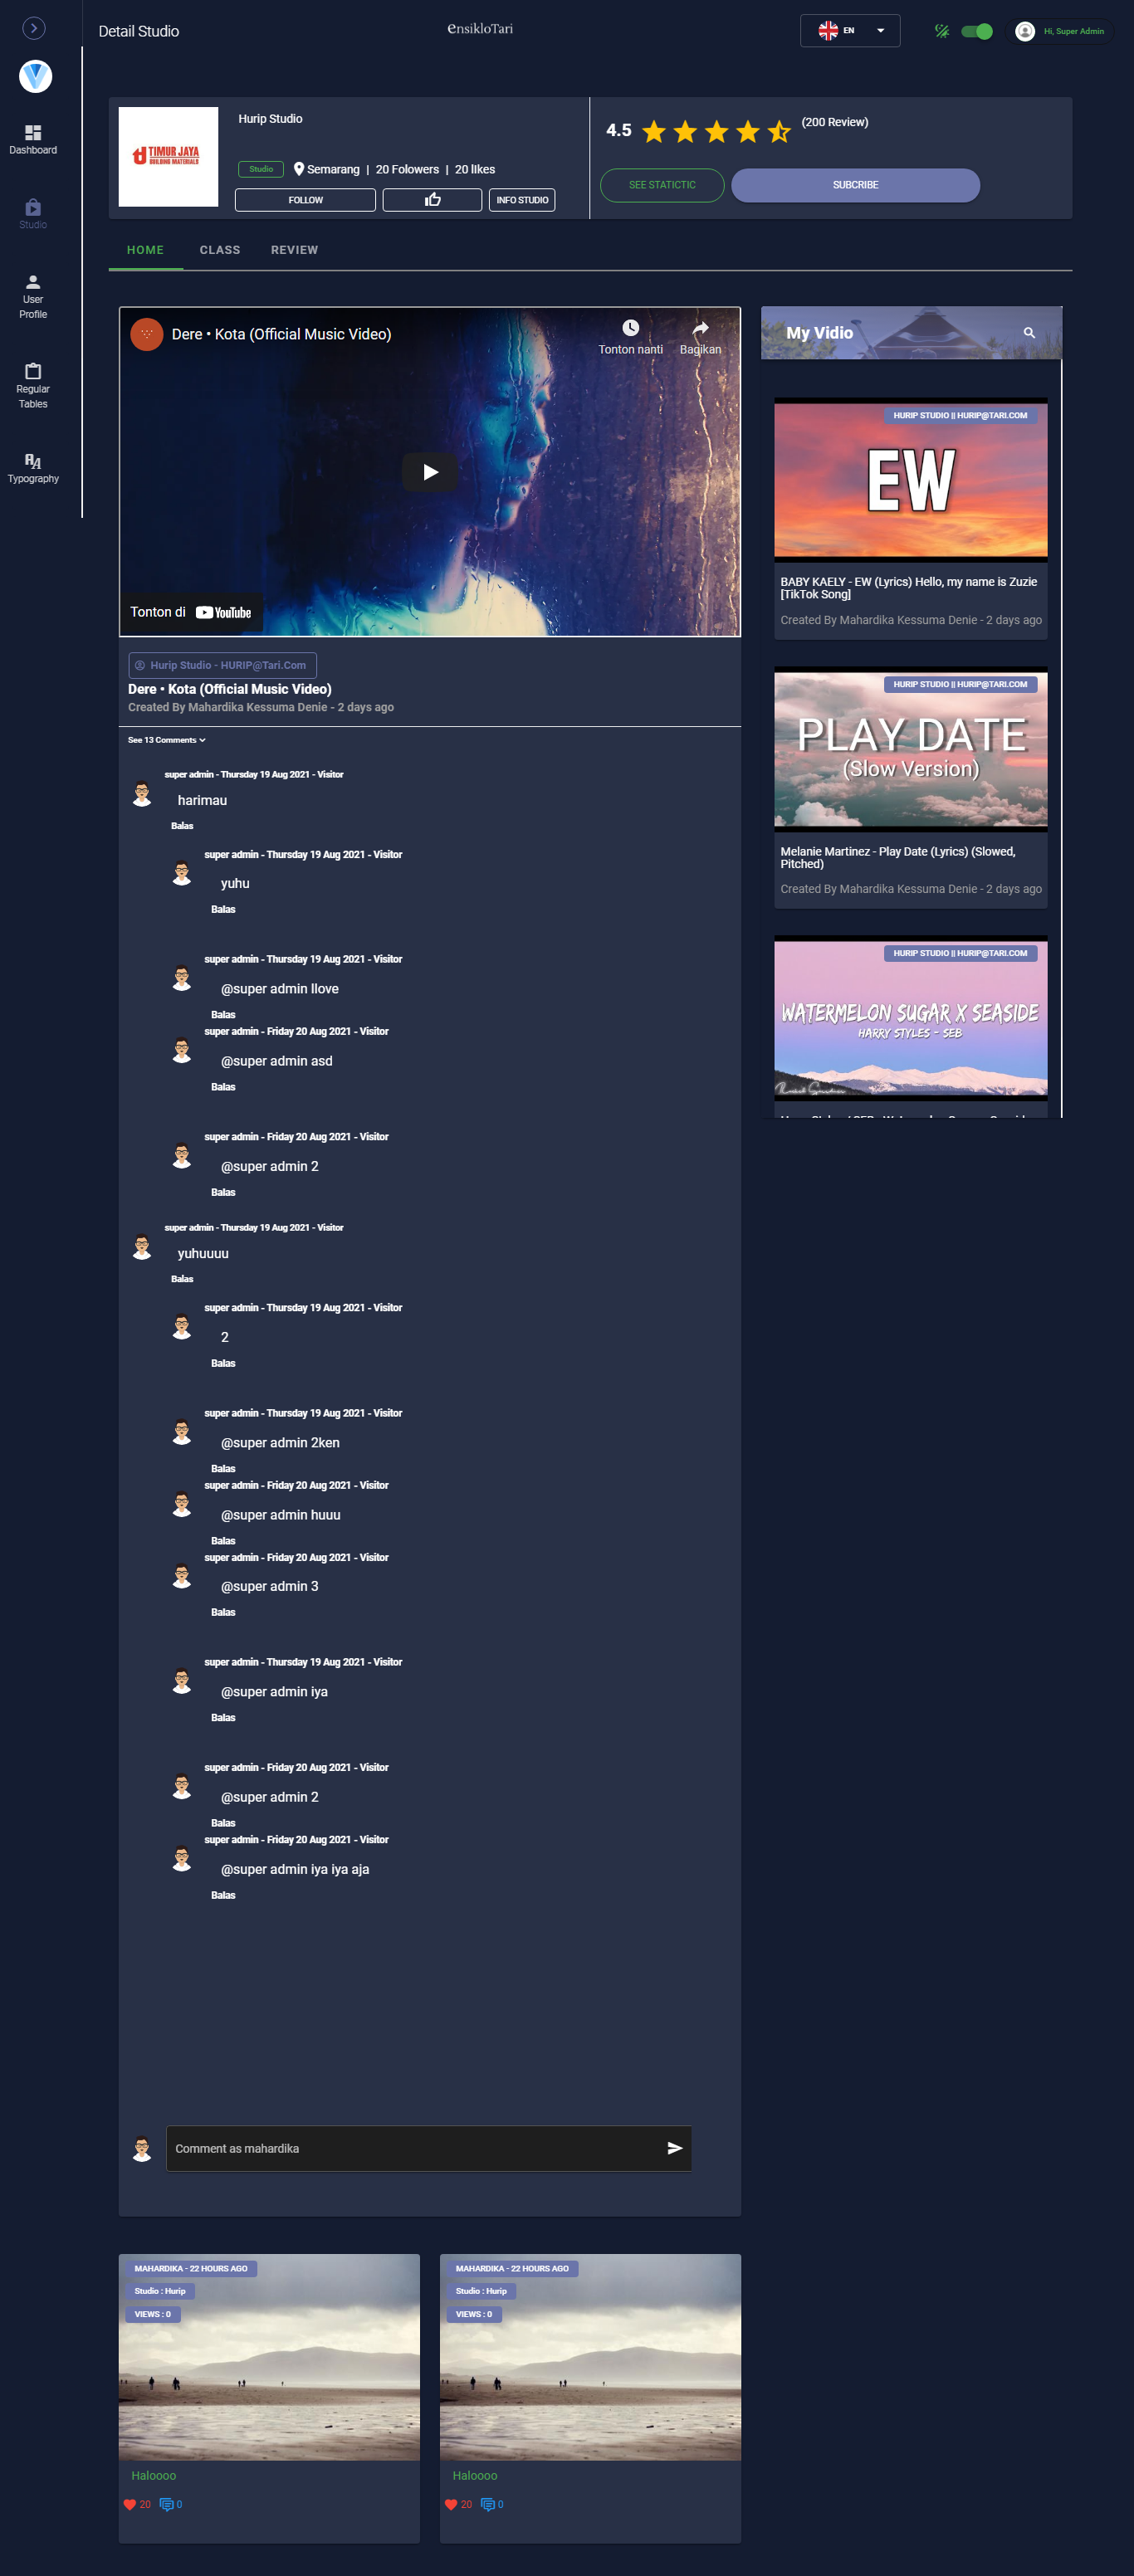 Detail Studio
ensikloTari
EN
Hi, Super Admin
Dashboard
Studio
User
Profile
Regular
Tables
Typography
TIMUR JAYA
BUILDING MATERIALS
Hurip Studio
Studio
Semarang | 20 Folowers | 20 lIkes
FOLLOW
INFO STUDIO
4.5
(200 Review)
SEE STATICTIC
SUBCRIBE
HOME
CLASS
REVIEW
Dere • Kota (Official Music Video)
Tonton nanti
Bagikan
Tonton di YouTube
Hurip Studio - HURIP@Tari.Com
Dere • Kota (Official Music Video)
Created By Mahardika Kessuma Denie - 2 days ago
See 13 Comments
super admin - Thursday 19 Aug 2021 - Visitor
harimau
Balas
super admin - Thursday 19 Aug 2021 - Visitor
yuhu
Balas
super admin - Thursday 19 Aug 2021 - Visitor
@super admin llove
Balas
super admin - Friday 20 Aug 2021 - Visitor
@super admin asd
Balas
super admin - Friday 20 Aug 2021 - Visitor
@super admin 2
Balas
super admin - Thursday 19 Aug 2021 - Visitor
yuhuuuu
Balas
super admin - Thursday 19 Aug 2021 - Visitor
2
Balas
super admin - Thursday 19 Aug 2021 - Visitor
@super admin 2ken
Balas
super admin - Friday 20 Aug 2021 - Visitor
@super admin huuu
Balas
super admin - Friday 20 Aug 2021 - Visitor
@super admin 3
Balas
super admin - Thursday 19 Aug 2021 - Visitor
@super admin iya
Balas
super admin - Friday 20 Aug 2021 - Visitor
@super admin 2
Balas
super admin - Friday 20 Aug 2021 - Visitor
@super admin iya iya aja
Balas
Comment as mahardika
My Vidio
HURIP STUDIO || HURIP@TARI.COM
EW
BABY KAELY - EW (Lyrics) Hello, my name is Zuzie
[TikTok Song]
Created By Mahardika Kessuma Denie - 2 days ago
HURIP STUDIO || HURIP@TARI.COM
PLAY DATE
(Slow Version)
Melanie Martinez - Play Date (Lyrics) (Slowed,
Pitched)
Created By Mahardika Kessuma Denie - 2 days ago
HURIP STUDIO || HURIP@TARI.COM
WATERMELON SUGAR X SEASIDE
HARRY STYLES - SEB
MAHARDIKA - 22 HOURS AGO
Studio : Hurip
VIEWS : 0
Haloooo
20 0
MAHARDIKA - 22 HOURS AGO
Studio : Hurip
VIEWS : 0
Haloooo
20 0